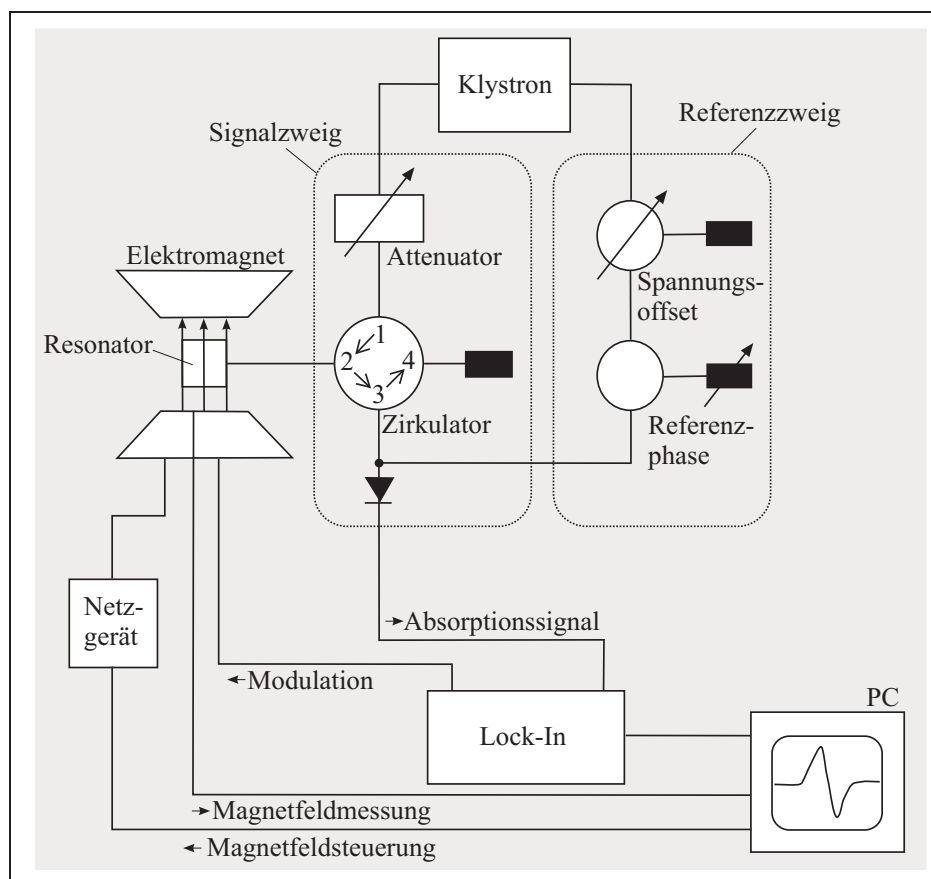 Klystron
Signalzweig
Referenzzweig
Attenuator
Elektromagnet
Spannungs-
offset
Resonator
1
2
3
4
Zirkulator
Referenz-
phase
Netz-
gerät
Absorptionssignal
Modulation
Lock-In
PC
Magnetfeldmessung
Magnetfeldsteuerung